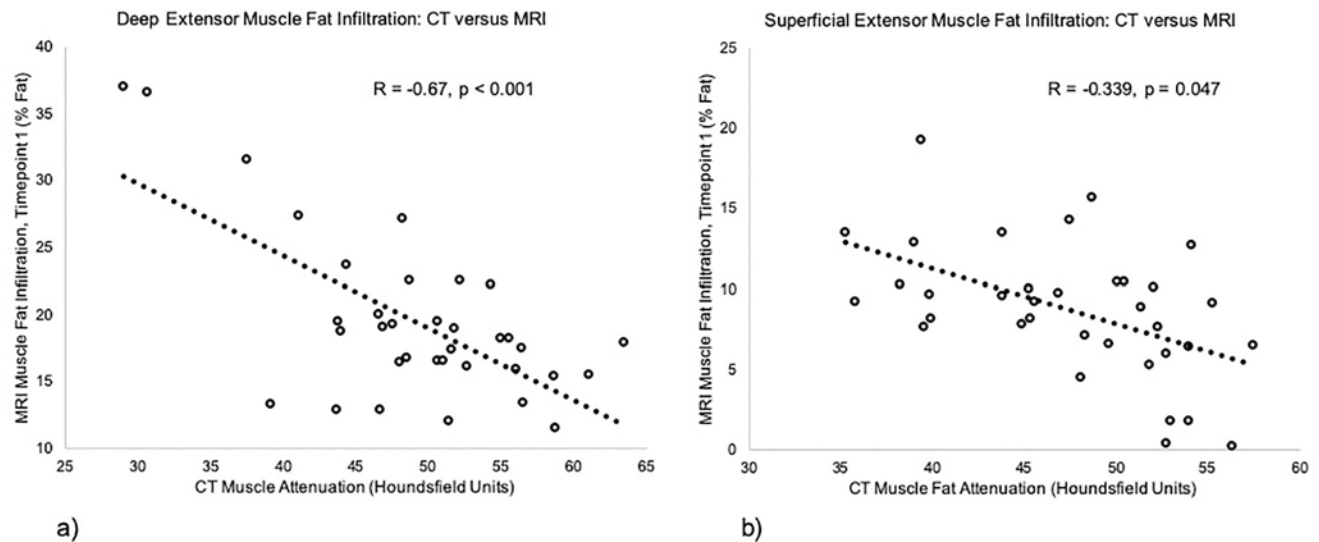 Deep Extensor Muscle Fat Infiltration: CT versus MRI
MRI Muscle Fat Infiltration, Timepoint 1 (% Fat)
40
35
30
25
20
15
10
R = -0.67, p < 0.001
25 30 35 40 45 50 55 60 65
CT Muscle Attenuation (Houndsfield Units)
a)
Superficial Extensor Muscle Fat Infiltration: CT versus MRI
MRI Muscle Fat Infiltration, Timepoint 1 (% Fat)
25
20
15
10
5
0
R = -0.339, p = 0.047
30 35 40 45 50 55 60
CT Muscle Fat Attenuation (Houndsfield Units)
b)